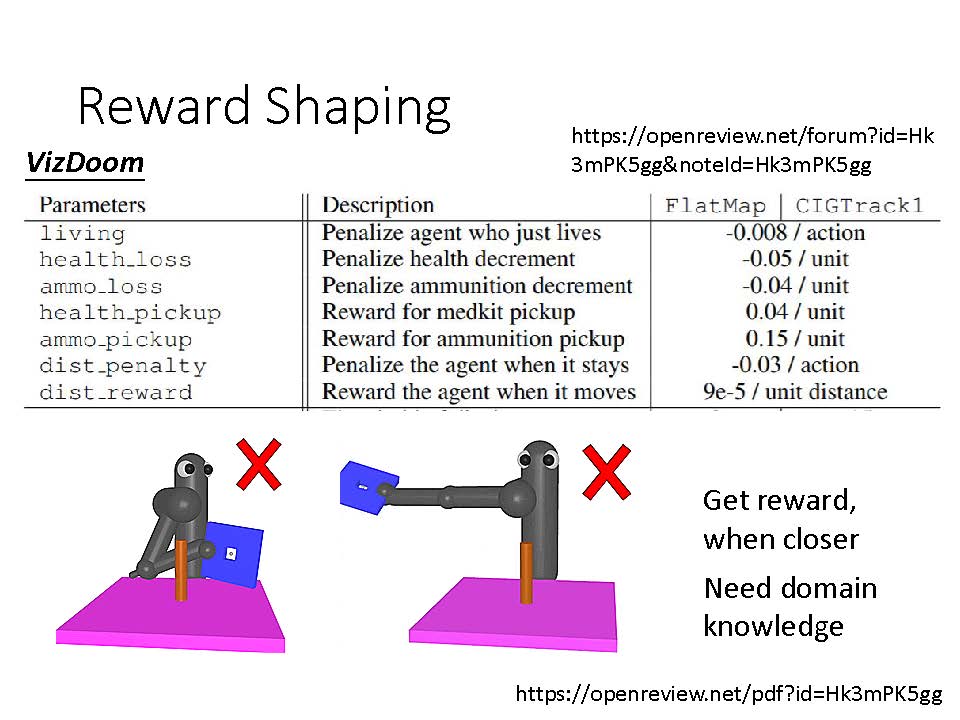 Reward Shaping
https://openreview.net/forum?id=Hk
3mPK5gg&noteId=Hk3mPK5gg
VizDoom
Parameters Description FlatMap CIGTrack1
living Penalize agent who just lives -0.008 / action
health_loss Penalize health decrement -0.05 / unit
ammo_loss Penalize ammunition decrement -0.04 / unit
health_pickup Reward for medkit pickup 0.04 / unit
ammo_pickup Reward for ammunition pickup 0.15 / unit
dist_penalty Penalize the agent when it stays -0.03 / action
dist_reward Reward the agent when it moves 9e-5 / unit distance
Get reward,
when closer
Need domain
knowledge
https://openreview.net/pdf?id=Hk3mPK5gg